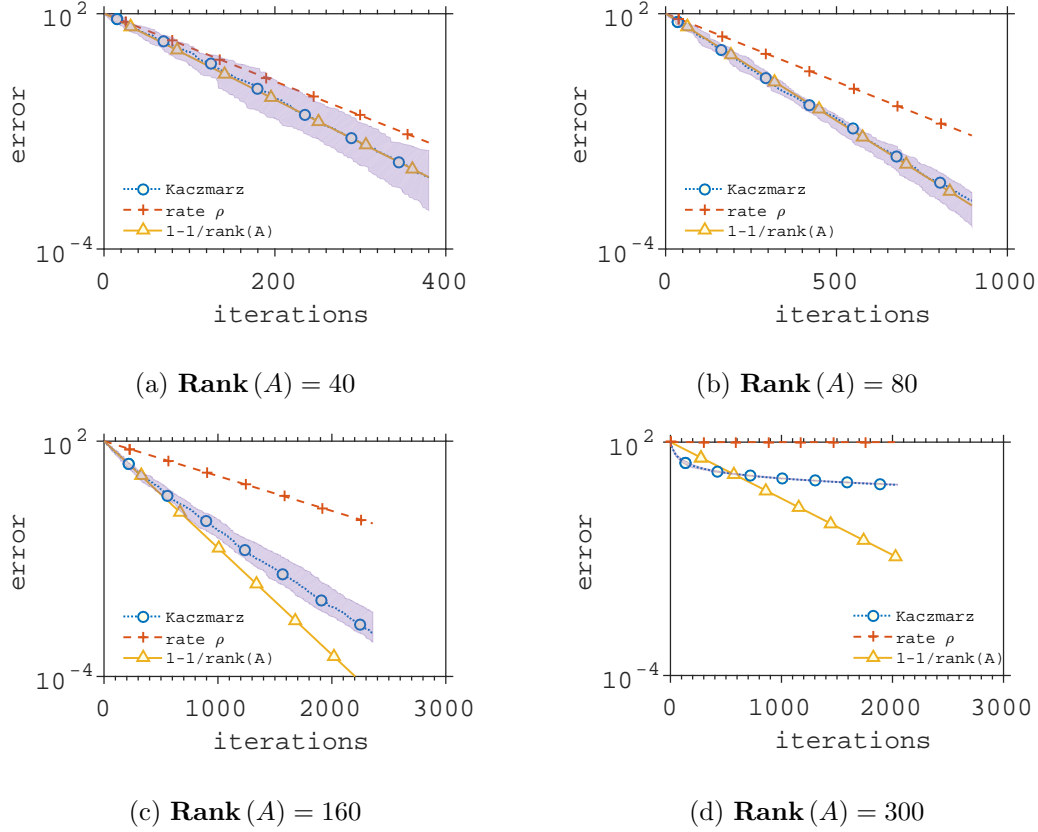 10^2
error
Kaczmarz
rate ρ
1-1/rank(A)
10^-4
0 200 400
iterations
(a) Rank (A) = 40
10^2
error
Kaczmarz
rate ρ
1-1/rank(A)
10^-4
0 500 1000
iterations
(b) Rank (A) = 80
10^2
error
Kaczmarz
rate ρ
1-1/rank(A)
10^-4
0 1000 2000 3000
iterations
(c) Rank (A) = 160
10^2
error
Kaczmarz
rate ρ
1-1/rank(A)
10^-4
0 1000 2000 3000
iterations
(d) Rank (A) = 300